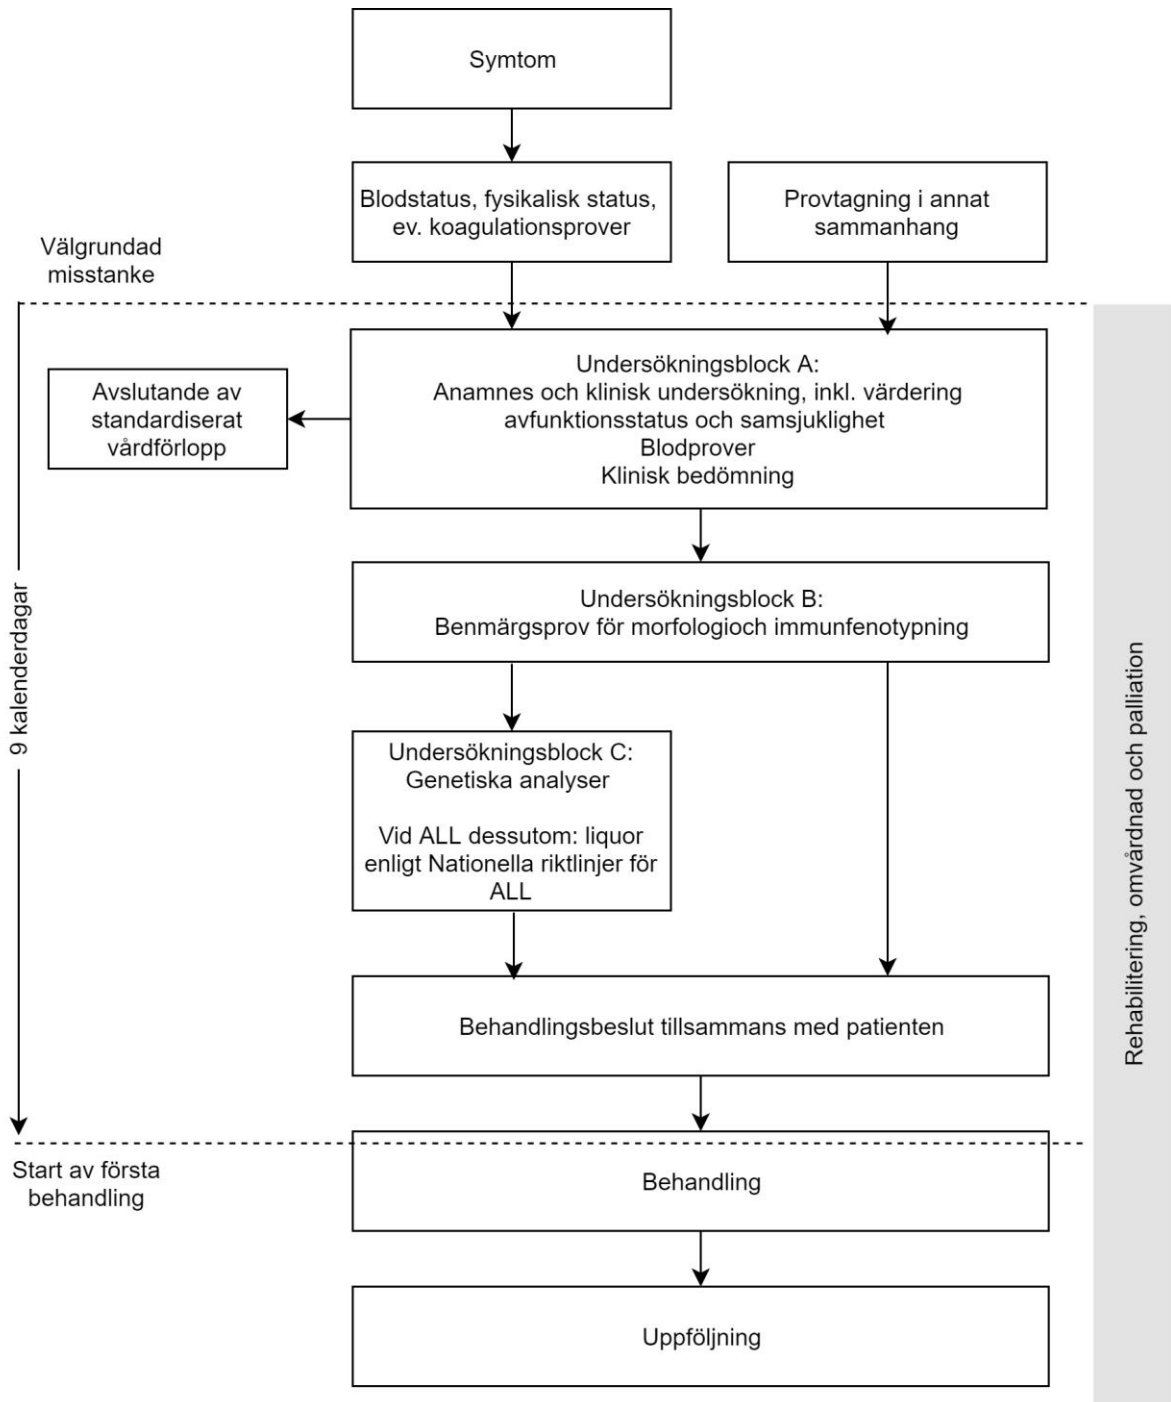 Symtom
Blodstatus, fysikalisk status,
ev. koagulationsprover
Provtagning i annat
sammanhang
Välgrundad
misstanke
Undersökningsblock A:
Anamnes och klinisk undersökning, inkl. värdering
avfunktionsstatus och samsjuklighet
Blodprover
Klinisk bedömning
Avslutande av
standardiserat
vårdförlopp
Undersökningsblock B:
Benmärgsprov för morfologioch immunfenotypning
9 kalenderdagar
Undersökningsblock C:
Genetiska analyser
Vid ALL dessutom: liquor
enligt Nationella riktlinjer för
ALL
Rehabilitering, omvårdnad och palliation
Behandlingsbeslut tillsammans med patienten
Start av första
behandling
Behandling
Uppföljning